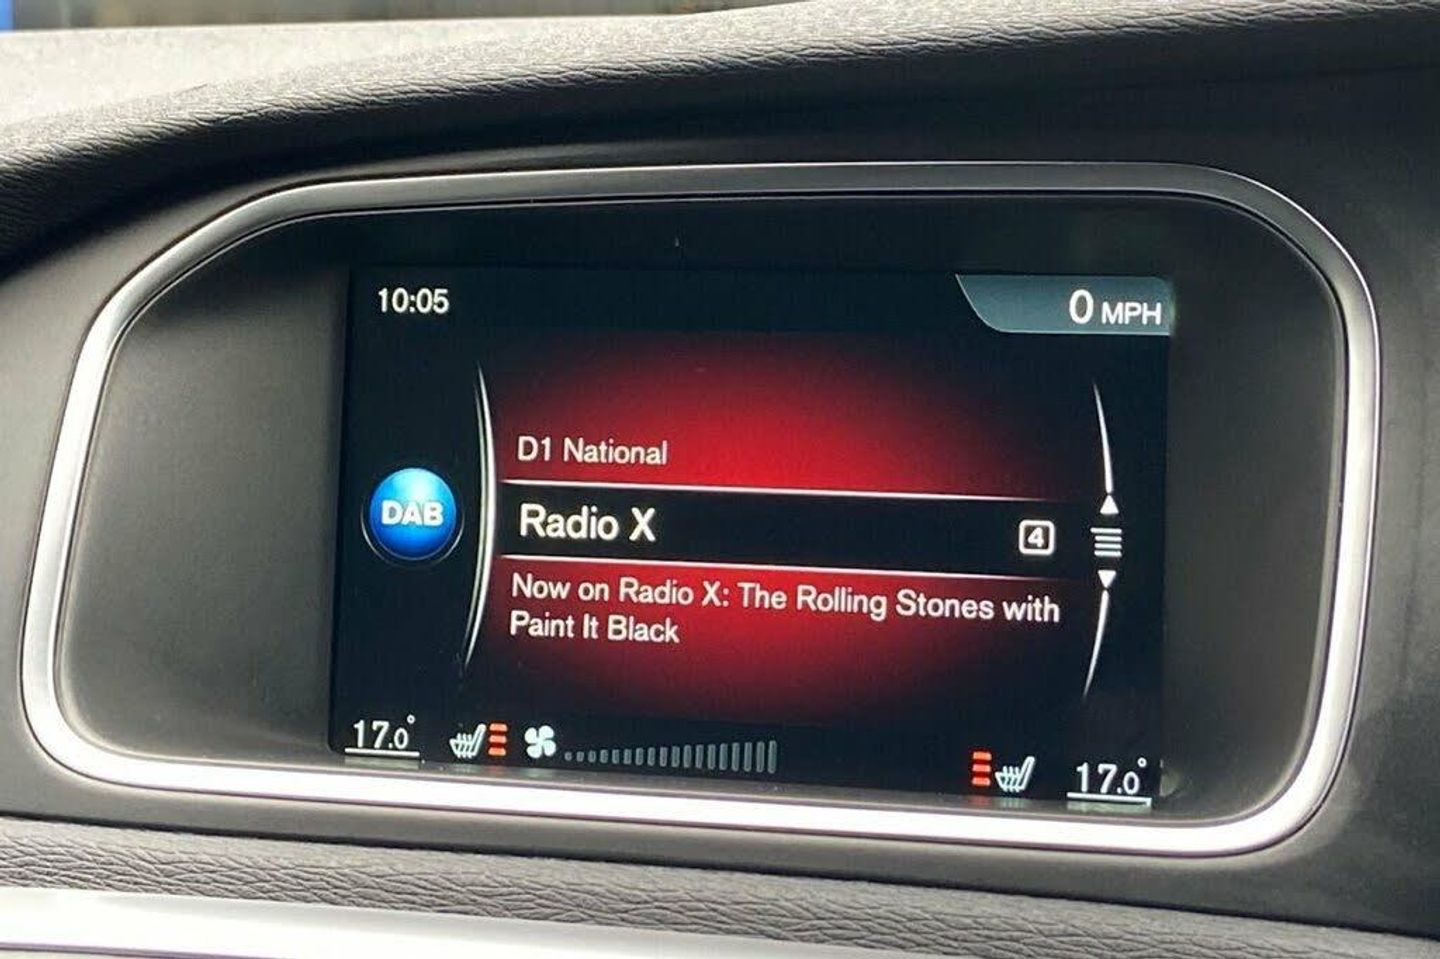 10:05
0 MPH
D1 National
DAB
Radio X
4
Now on Radio X: The Rolling Stones with
Paint It Black
17.0°
17.0°